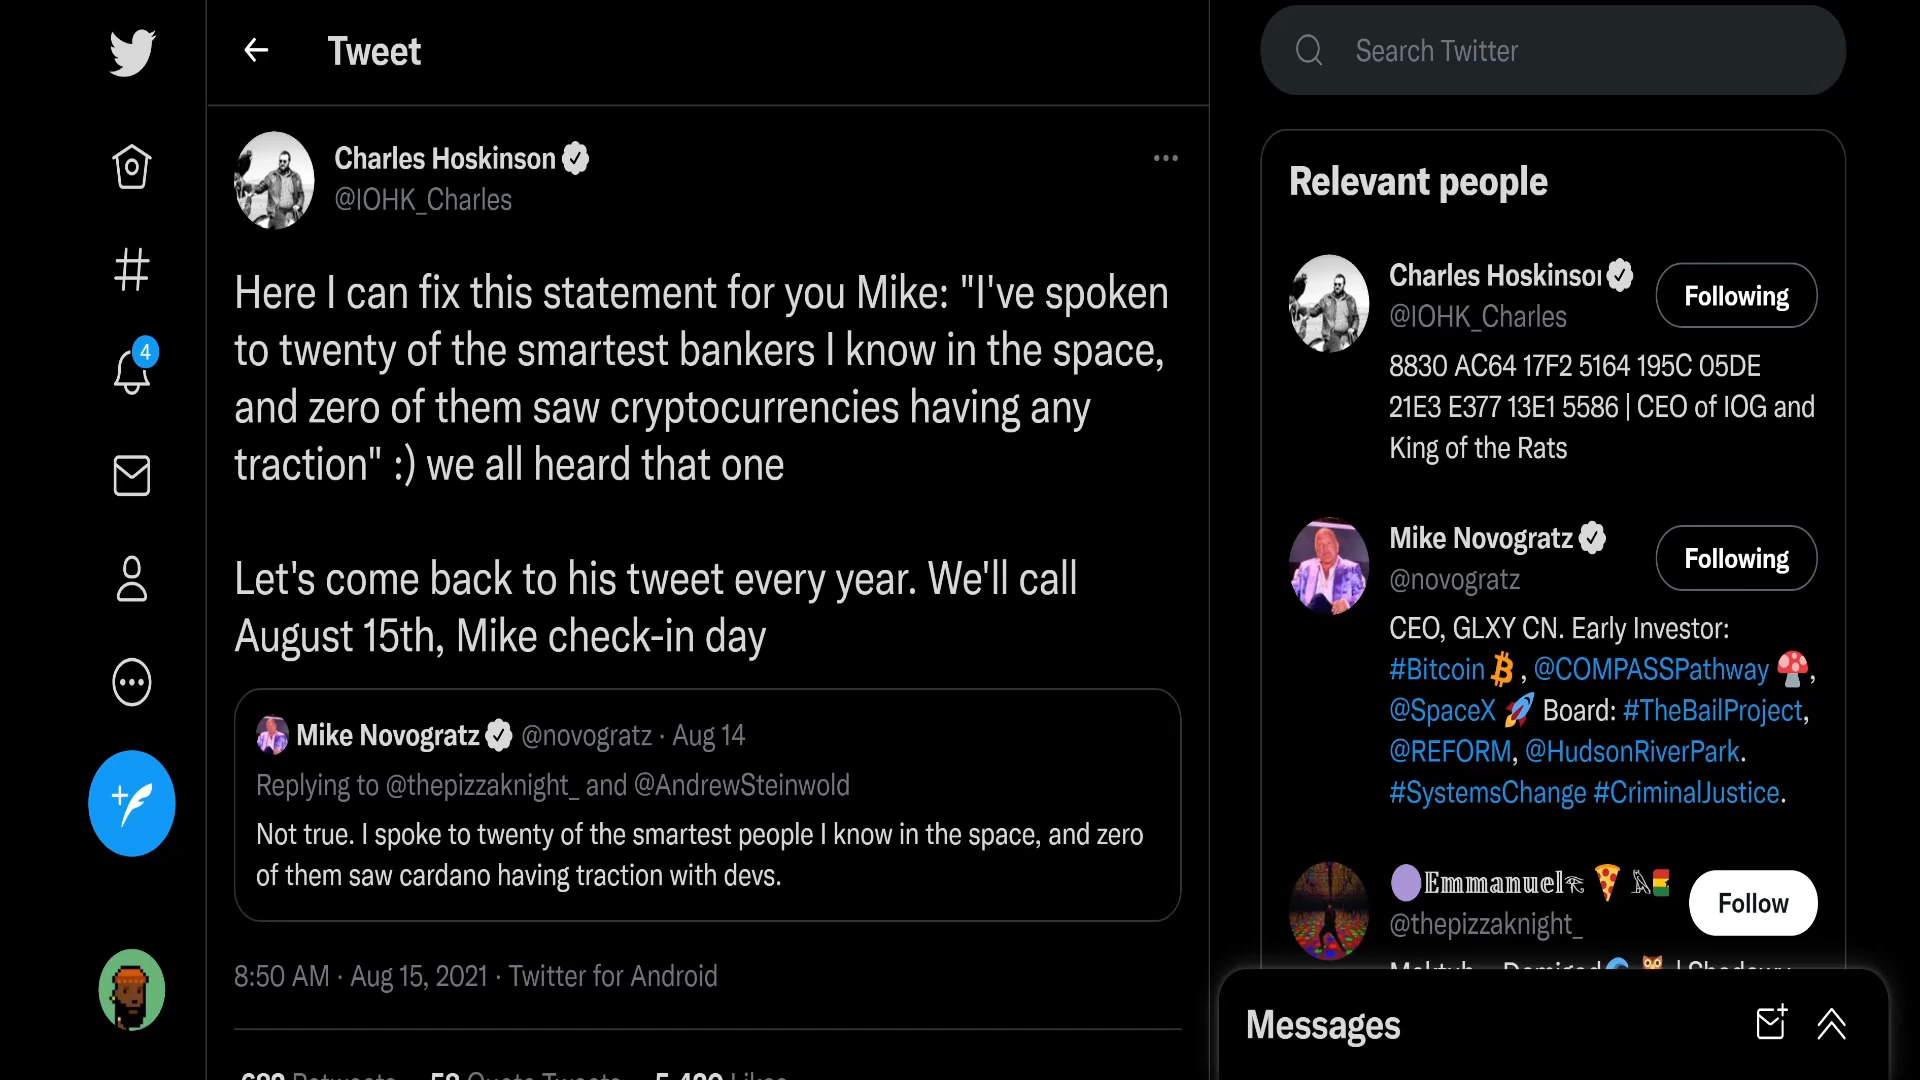 Tweet
Search Twitter
Charles Hoskinson
@IOHK_Charles
Here I can fix this statement for you Mike: "I've spoken
to twenty of the smartest bankers I know in the space,
and zero of them saw cryptocurrencies having any
traction" :) we all heard that one
Let's come back to his tweet every year. We'll call
August 15th, Mike check-in day
Mike Novogratz @novogratz · Aug 14
Replying to @thepizzaknight_ and @AndrewSteinwold
Not true. I spoke to twenty of the smartest people I know in the space, and zero
of them saw cardano having traction with devs.
8:50 AM · Aug 15, 2021 · Twitter for Android
Retweets 58 Quote Tweets Likes
4
Relevant people
Charles Hoskinson
Following
@IOHK_Charles
8830 AC64 17F2 5164 195C 05DE
21E3 E377 13E1 5586 | CEO of IOG and
King of the Rats
Mike Novogratz
Following
@novogratz
CEO, GLXY CN. Early Investor:
#Bitcoin , @COMPASSPathway ,
@SpaceX Board: #TheBailProject,
@REFORM, @HudsonRiverPark.
#SystemsChange #CriminalJustice.
𝔼𝕞𝕞𝕒𝕟𝕦𝕖𝕝
Follow
@thepizzaknight_
Messages